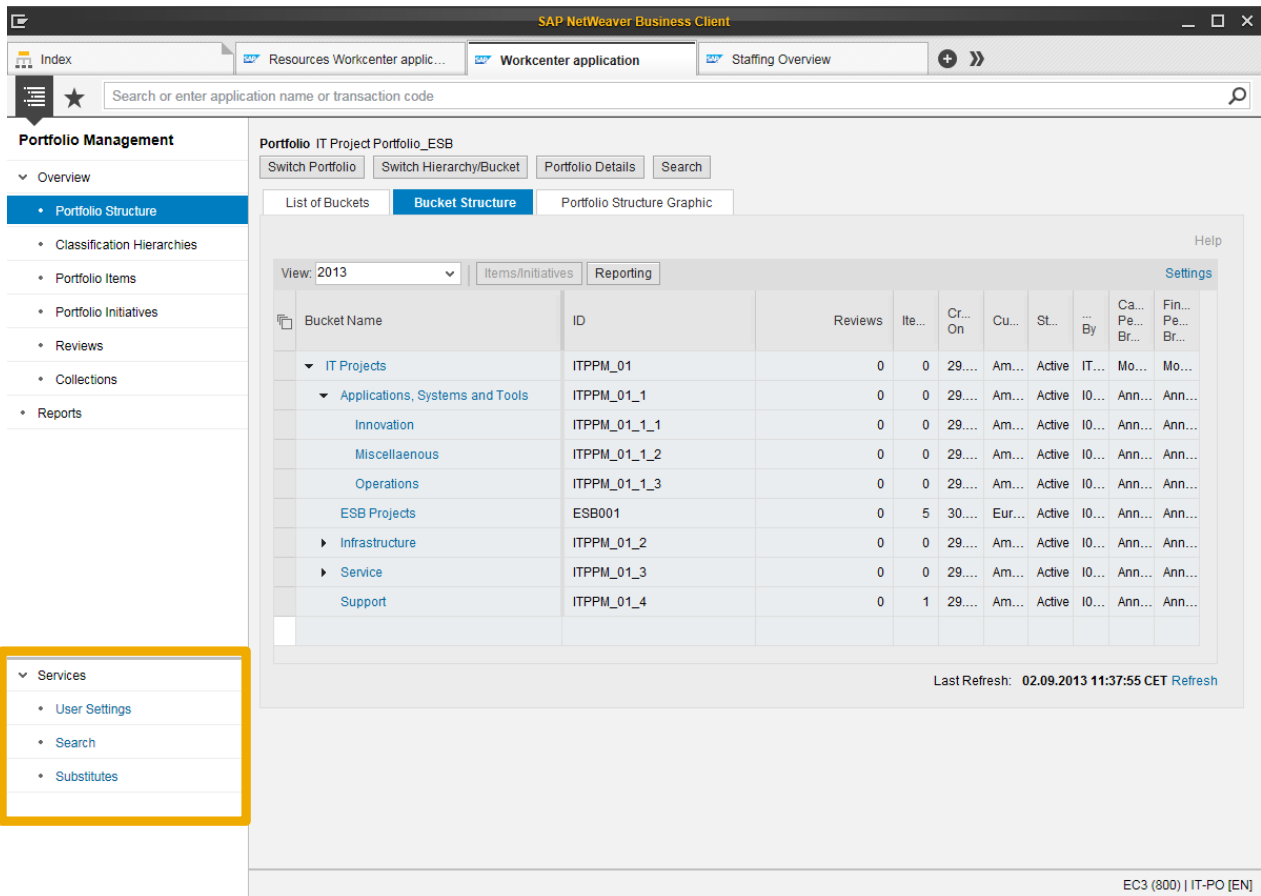 SAP NetWeaver Business Client
Index
SAP Resources Workcenter applic...
SAP Workcenter application
SAP Staffing Overview
Search or enter application name or transaction code
Portfolio Management
Overview
• Portfolio Structure
• Classification Hierarchies
• Portfolio Items
• Portfolio Initiatives
• Reviews
• Collections
• Reports
Services
• User Settings
• Search
• Substitutes
Portfolio IT Project Portfolio_ESB
Switch Portfolio Switch Hierarchy/Bucket Portfolio Details Search
List of Buckets Bucket Structure Portfolio Structure Graphic
Help
View: 2013 Items/Initiatives Reporting Settings
Bucket Name ID Reviews Ite... Cr... On Cu... St... ... By Ca... Pe... Br... Fin... Pe... Br...
IT Projects ITPPM_01 0 0 29.... Am... Active IT... Mo... Mo...
Applications, Systems and Tools ITPPM_01_1 0 0 29.... Am... Active I0... Ann... Ann...
Innovation ITPPM_01_1_1 0 0 29.... Am... Active I0... Ann... Ann...
Miscellaenous ITPPM_01_1_2 0 0 29.... Am... Active I0... Ann... Ann...
Operations ITPPM_01_1_3 0 0 29.... Am... Active I0... Ann... Ann...
ESB Projects ESB001 0 5 30.... Eur... Active I0... Ann... Ann...
Infrastructure ITPPM_01_2 0 0 29.... Am... Active I0... Ann... Ann...
Service ITPPM_01_3 0 0 29.... Am... Active I0... Ann... Ann...
Support ITPPM_01_4 0 1 29.... Am... Active I0... Ann... Ann...
Last Refresh: 02.09.2013 11:37:55 CET Refresh
EC3 (800) | IT-PO [EN]